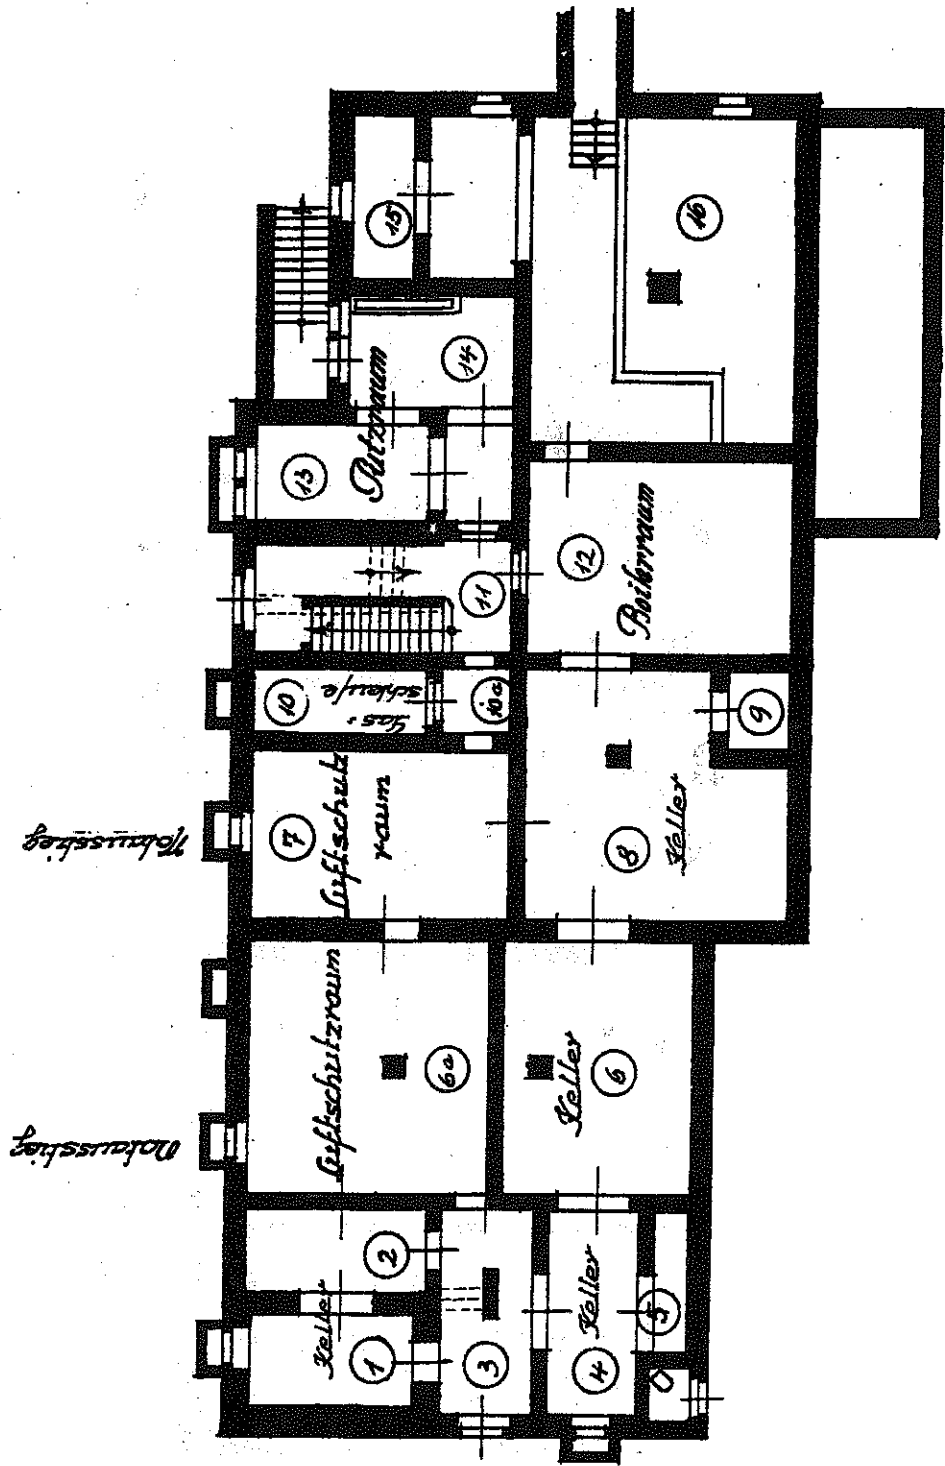 Notausstieg
Notausstieg
1
Keller
2
3
4
Keller
5
6
Keller
6a
Luftschutzraum
7
Luftschutz
raum
8
Keller
9
10
Gas-
schleuse
10a
11
12
Boilerraum
13
Putzraum
14
15
16